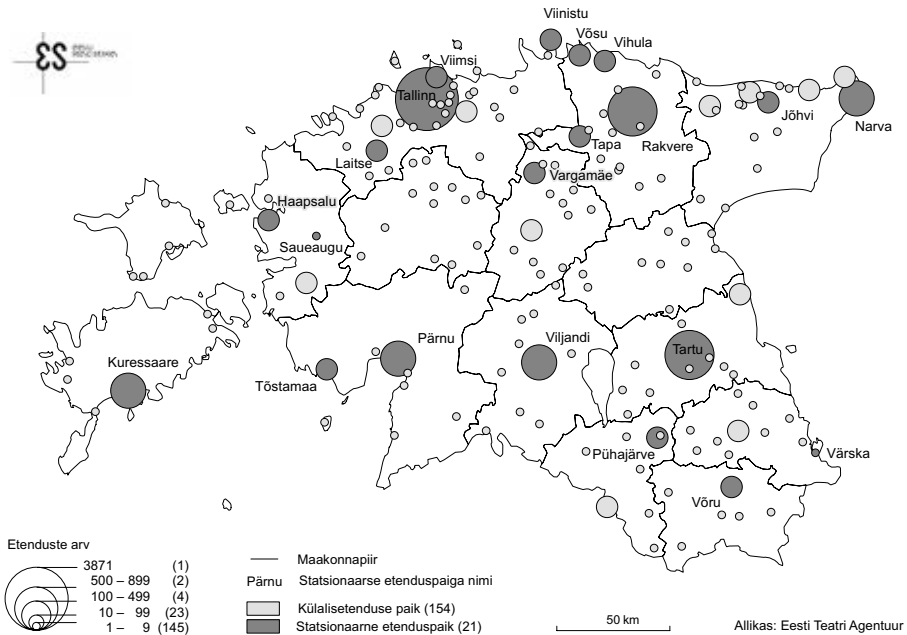 Viinistu
Võsu
Vihula
Viimsi
Tallinn
Jõhvi
Narva
Tapa
Rakvere
Laitse
Vargamäe
Haapsalu
Saueaugu
Kuressaare
Tõstamaa
Pärnu
Viljandi
Tartu
Pühajärve
Värska
Võru
Etenduste arv
3871 (1)
500 – 899 (2)
100 – 499 (4)
10 – 99 (23)
1 – 9 (145)
Maakonnapiir
Pärnu Statsionaarse etenduspaiga nimi
Külalisetenduse paik (154)
Statsionaarne etenduspaik (21)
50 km
Allikas: Eesti Teatri Agentuur